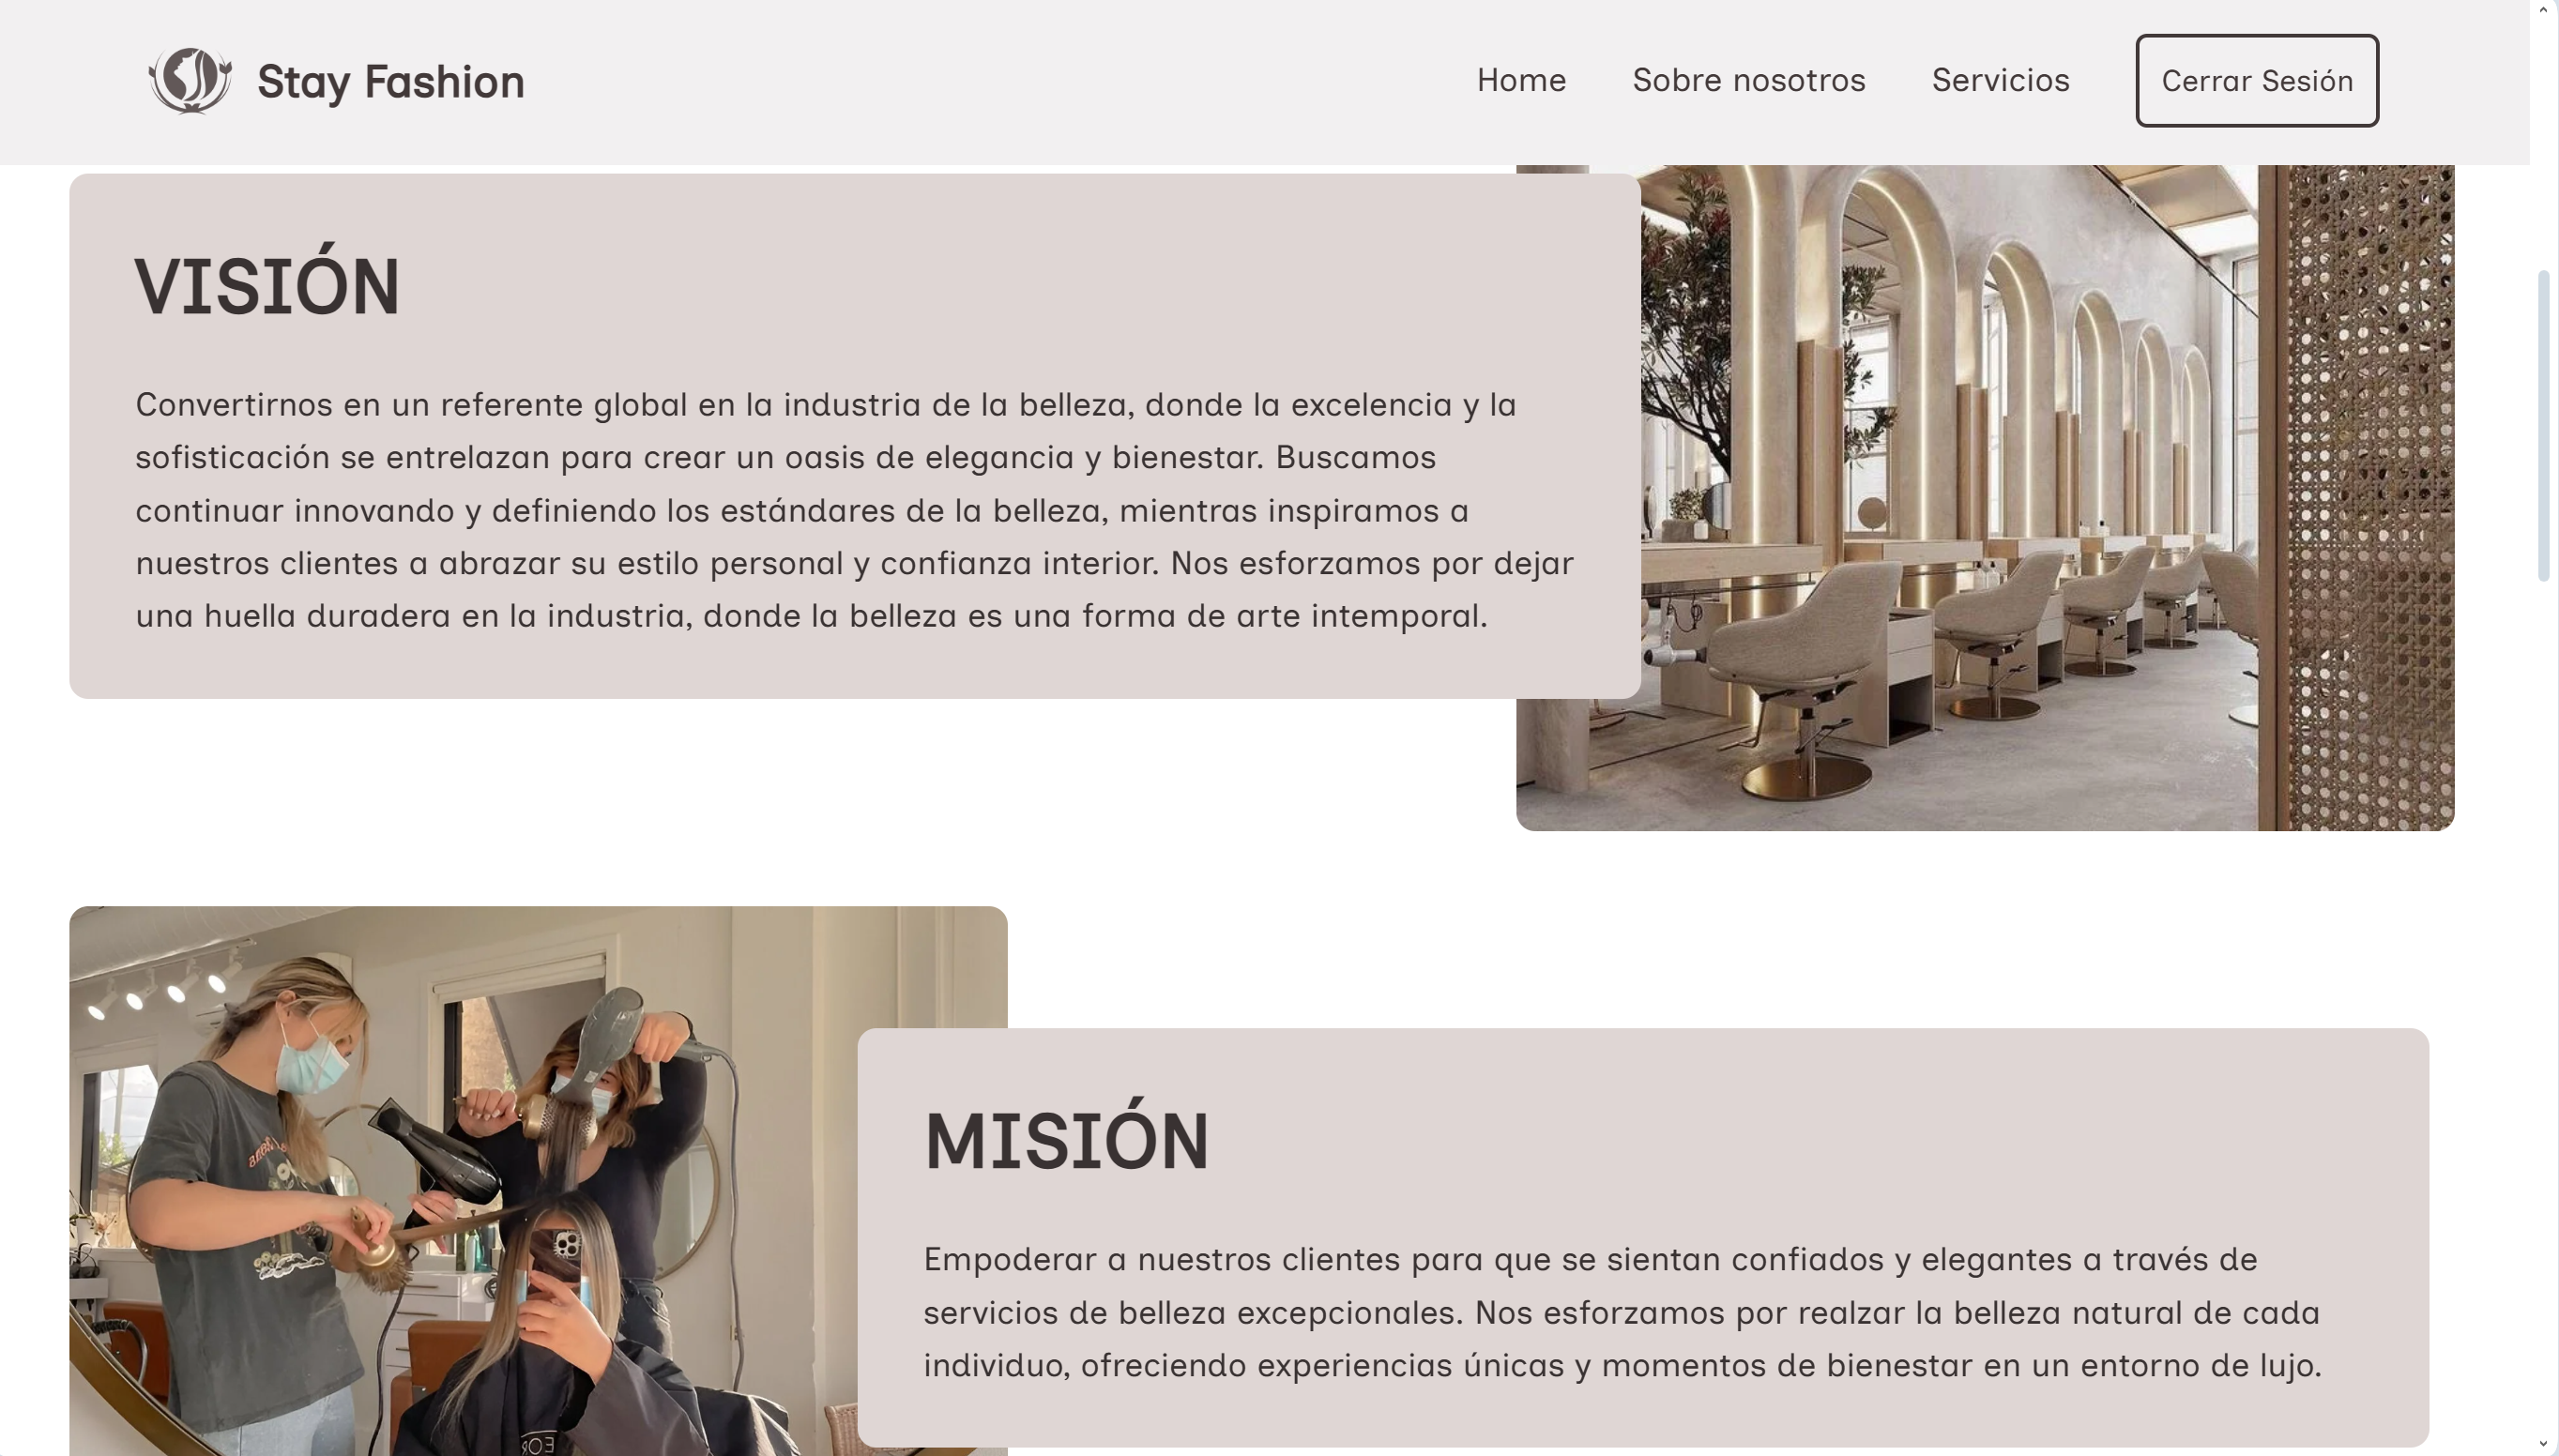 Stay Fashion
Home
Sobre nosotros
Servicios
Cerrar Sesión
VISIÓN
Convertirnos en un referente global en la industria de la belleza, donde la excelencia y la
sofisticación se entrelazan para crear un oasis de elegancia y bienestar. Buscamos
continuar innovando y definiendo los estándares de la belleza, mientras inspiramos a
nuestros clientes a abrazar su estilo personal y confianza interior. Nos esforzamos por dejar
una huella duradera en la industria, donde la belleza es una forma de arte intemporal.
MISIÓN
Empoderar a nuestros clientes para que se sientan confiados y elegantes a través de
servicios de belleza excepcionales. Nos esforzamos por realzar la belleza natural de cada
individuo, ofreciendo experiencias únicas y momentos de bienestar en un entorno de lujo.